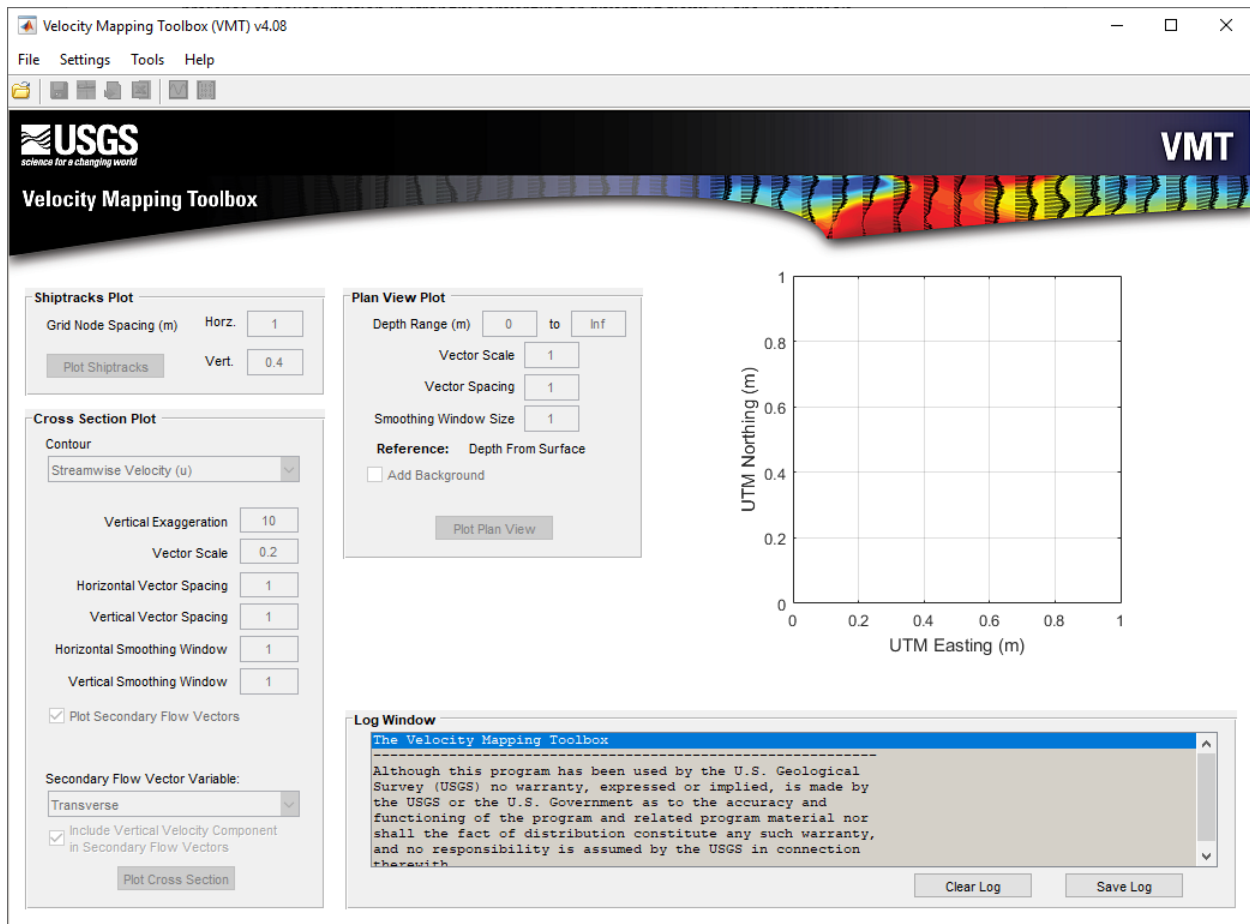 Velocity Mapping Toolbox (VMT) v4.08
File Settings Tools Help
USGS
science for a changing world
VMT
Velocity Mapping Toolbox
Shiptracks Plot
Grid Node Spacing (m) Horz. 1
Plot Shiptracks Vert. 0.4
Cross Section Plot
Contour
Streamwise Velocity (u)
Vertical Exaggeration 10
Vector Scale 0.2
Horizontal Vector Spacing 1
Vertical Vector Spacing 1
Horizontal Smoothing Window 1
Vertical Smoothing Window 1
Plot Secondary Flow Vectors
Secondary Flow Vector Variable:
Transverse
Include Vertical Velocity Component
in Secondary Flow Vectors
Plot Cross Section
Plan View Plot
Depth Range (m) 0 to Inf
Vector Scale 1
Vector Spacing 1
Smoothing Window Size 1
Reference: Depth From Surface
Add Background
Plot Plan View
UTM Northing (m)
1
0.8
0.6
0.4
0.2
0
0 0.2 0.4 0.6 0.8 1
UTM Easting (m)
Log Window
The Velocity Mapping Toolbox
------------------------------------------------------------
Although this program has been used by the U.S. Geological
Survey (USGS) no warranty, expressed or implied, is made by
the USGS or the U.S. Government as to the accuracy and
functioning of the program and related program material nor
shall the fact of distribution constitute any such warranty,
and no responsibility is assumed by the USGS in connection
therewith
Clear Log Save Log